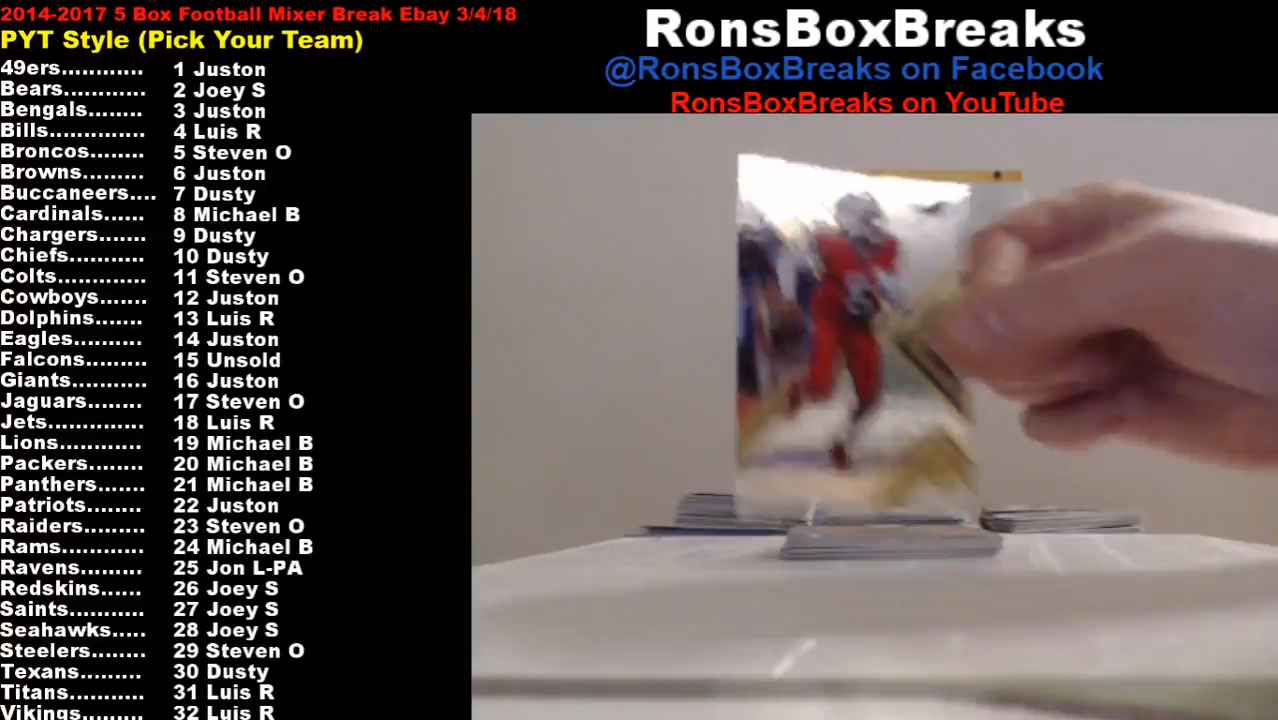 2014-2017 5 Box Football Mixer Break Ebay 3/4/18
PYT Style (Pick Your Team)
49ers............ 1 Juston
Bears............ 2 Joey S
Bengals........ 3 Juston
Bills.............. 4 Luis R
Broncos........ 5 Steven O
Browns......... 6 Juston
Buccaneers.... 7 Dusty
Cardinals...... 8 Michael B
Chargers....... 9 Dusty
Chiefs........... 10 Dusty
Colts............. 11 Steven O
Cowboys....... 12 Juston
Dolphins....... 13 Luis R
Eagles.......... 14 Juston
Falcons......... 15 Unsold
Giants........... 16 Juston
Jaguars........ 17 Steven O
Jets.............. 18 Luis R
Lions............ 19 Michael B
Packers........ 20 Michael B
Panthers....... 21 Michael B
Patriots........ 22 Juston
Raiders......... 23 Steven O
Rams............ 24 Michael B
Ravens......... 25 Jon L-PA
Redskins...... 26 Joey S
Saints........... 27 Joey S
Seahawks..... 28 Joey S
Steelers........ 29 Steven O
Texans......... 30 Dusty
Titans........... 31 Luis R
Vikings......... 32 Luis R
RonsBoxBreaks
@RonsBoxBreaks on Facebook
RonsBoxBreaks on YouTube